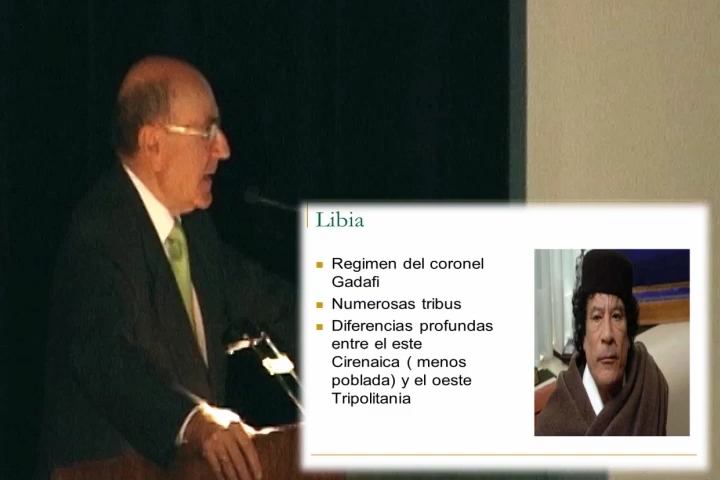 Libia
Regimen del coronel
Gadafi
Numerosas tribus
Diferencias profundas
entre el este
Cirenaica ( menos
poblada) y el oeste
Tripolitania